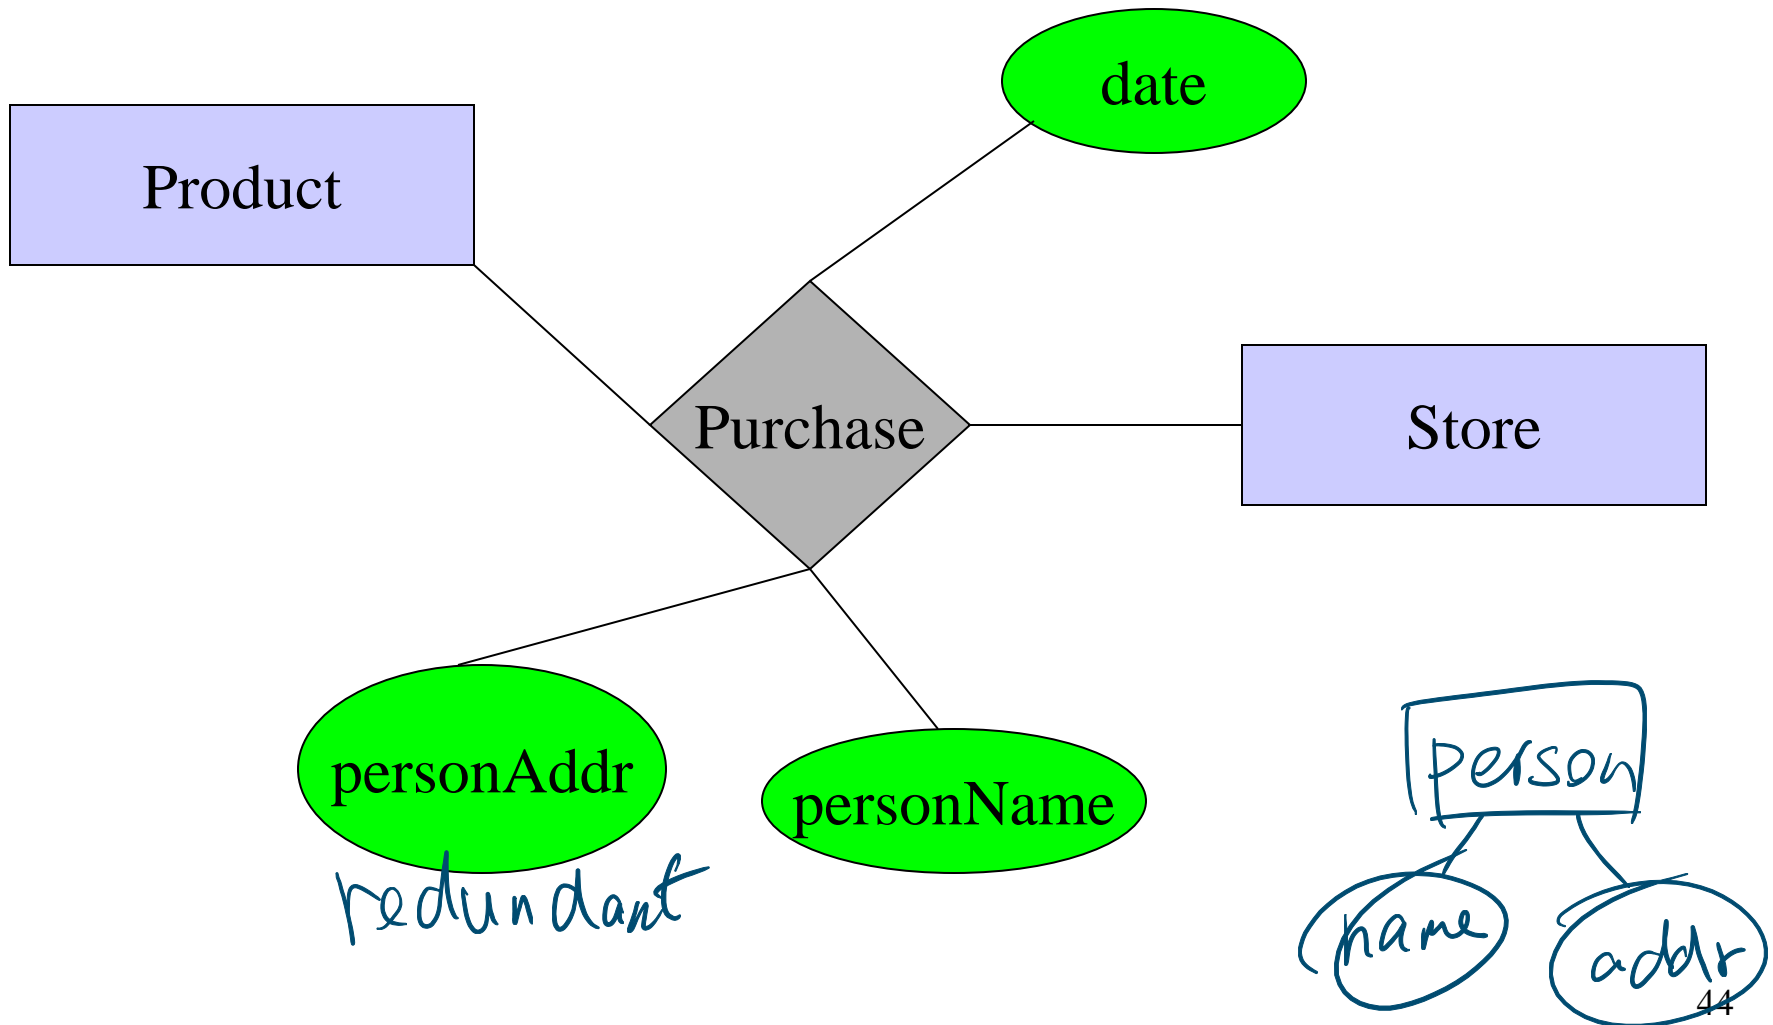 date
Product
Purchase
Store
personAddr
personName
redundant
person
name
addr
44